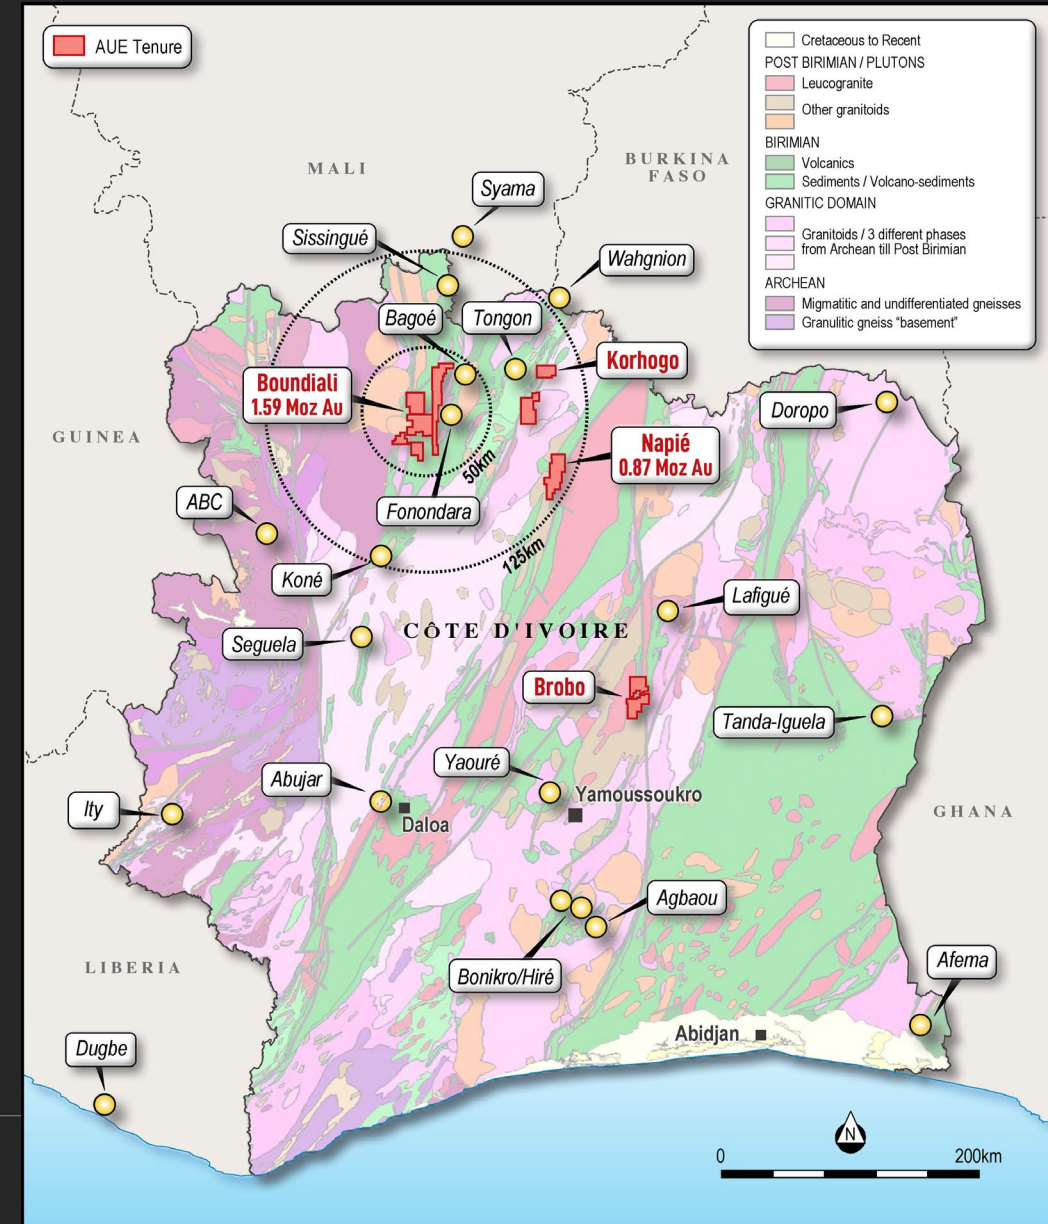 AUE Tenure
Cretaceous to Recent
POST BIRIMIAN / PLUTONS
Leucogranite
Other granitoids
BIRIMIAN
Volcanics
Sediments / Volcano-sediments
GRANITIC DOMAIN
Granitoids / 3 different phases
from Archean till Post Birimian
ARCHEAN
Migmatitic and undifferentiated gneisses
Granulitic gneiss “basement”
MALI
BURKINA
FASO
Syama
Sissingué
Wahgnion
Bagoé
Tongon
Korhogo
Boundiali
1.59 Moz Au
Doropo
GUINEA
Napié
0.87 Moz Au
50km
ABC
Fonondara
125km
Koné
Lafigué
CÔTE D'IVOIRE
Seguela
Brobo
Tanda-Iguela
Yaouré
Abujar
Yamoussoukro
Ity
Daloa
GHANA
Agbaou
LIBERIA
Bonikro/Hiré
Afema
Abidjan
Dugbe
N
0
200km